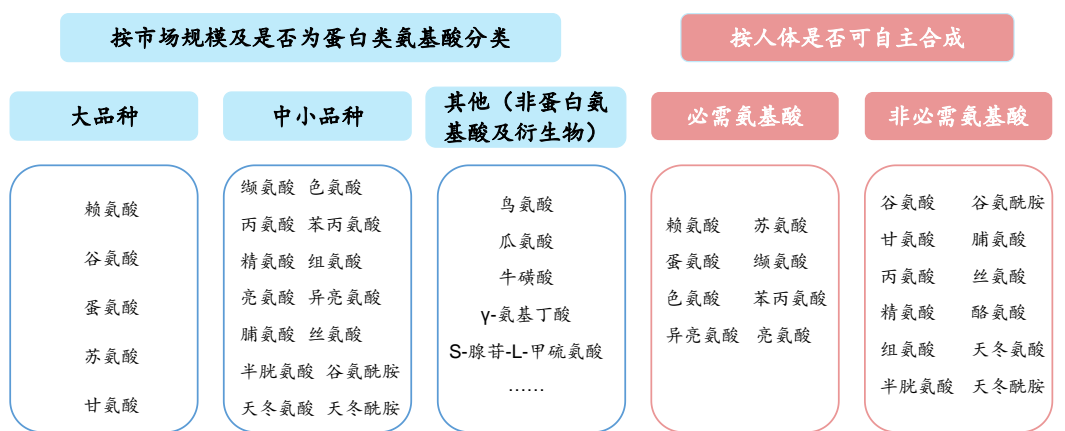 按市场规模及是否为蛋白类氨基酸分类
大品种
赖氨酸
谷氨酸
蛋氨酸
苏氨酸
甘氨酸
中小品种
缬氨酸 色氨酸
丙氨酸 苯丙氨酸
精氨酸 组氨酸
亮氨酸 异亮氨酸
脯氨酸 丝氨酸
半胱氨酸 谷氨酰胺
天冬氨酸 天冬酰胺
其他（非蛋白氨
基酸及衍生物）
鸟氨酸
瓜氨酸
牛磺酸
γ-氨基丁酸
S-腺苷-L-甲硫氨酸
……
按人体是否可自主合成
必需氨基酸
赖氨酸 苏氨酸
蛋氨酸 缬氨酸
色氨酸 苯丙氨酸
异亮氨酸 亮氨酸
非必需氨基酸
谷氨酸 谷氨酰胺
甘氨酸 脯氨酸
丙氨酸 丝氨酸
精氨酸 酪氨酸
组氨酸 天冬氨酸
半胱氨酸 天冬酰胺